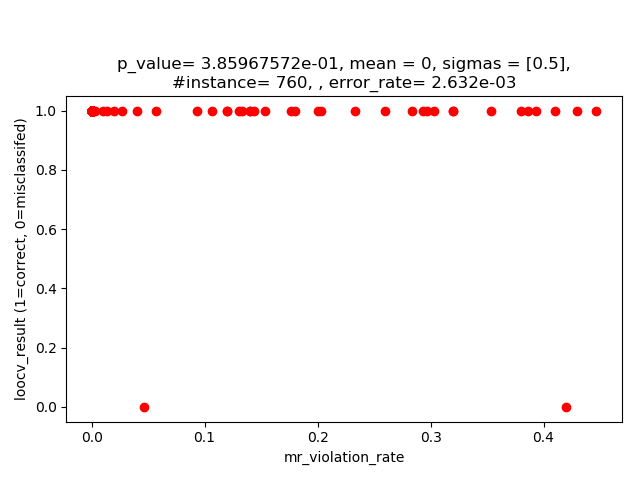 p_value= 3.85967572e-01, mean = 0, sigmas = [0.5],
#instance= 760, , error_rate= 2.632e-03
loocv_result (1=correct, 0=misclassifed)
1.0
0.8
0.6
0.4
0.2
0.0
0.0 0.1 0.2 0.3 0.4
mr_violation_rate